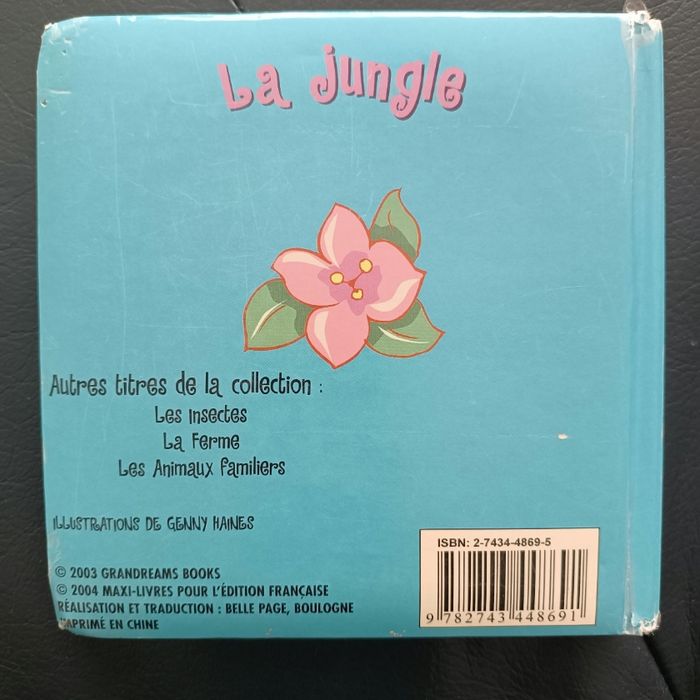 La jungle
Autres titres de la collection :
Les Insectes
La Ferme
Les Animaux familiers
ILLUSTRATIONS DE GENNY HAINES
ISBN: 2-7434-4869-5
© 2003 GRANDREAMS BOOKS
© 2004 MAXI-LIVRES POUR L'ÉDITION FRANÇAISE
RÉALISATION ET TRADUCTION : BELLE PAGE, BOULOGNE
IMPRIMÉ EN CHINE
9 782743 448691